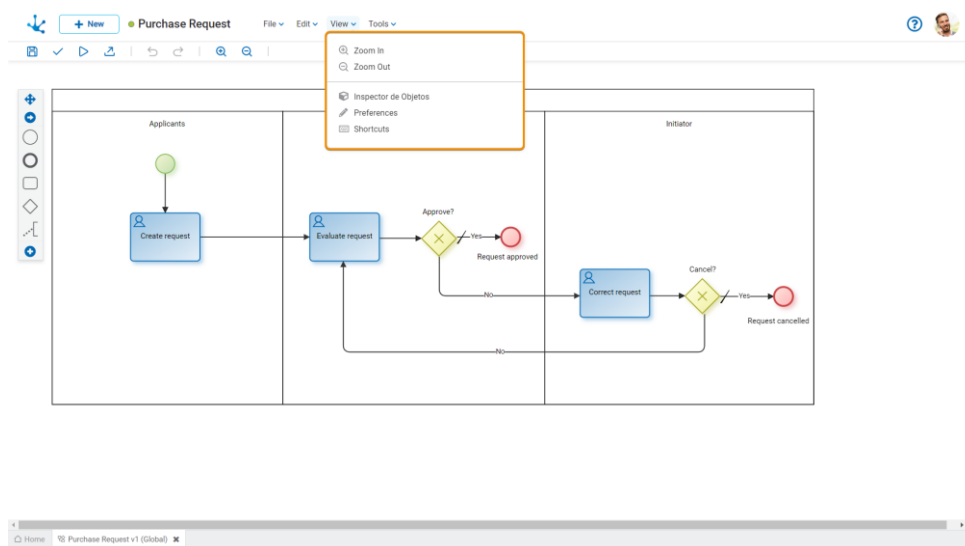 New
Purchase Request
File
Edit
View
Tools
Zoom In
Zoom Out
Inspector de Objetos
Preferences
Shortcuts
Applicants
Initiator
Create request
Evaluate request
Approve?
Yes
Request approved
No
Correct request
Cancel?
Yes
Request cancelled
No
Home
Purchase Request v1 (Global)